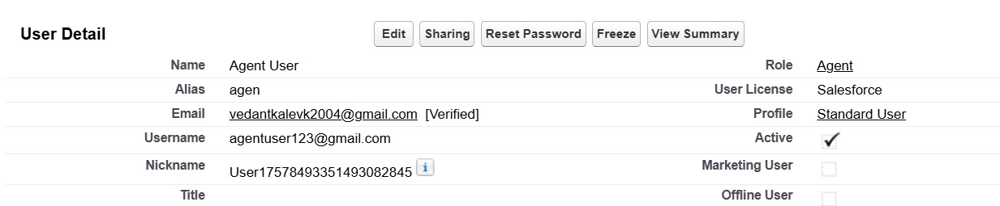 User Detail Edit Sharing Reset Password Freeze View Summary
Name Agent User Role Agent
Alias agen User License Salesforce
Email vedantkalevk2004@gmail.com [Verified] Profile Standard User
Username agentuser123@gmail.com Active
Nickname User17578493351493082845 i Marketing User
Title Offline User